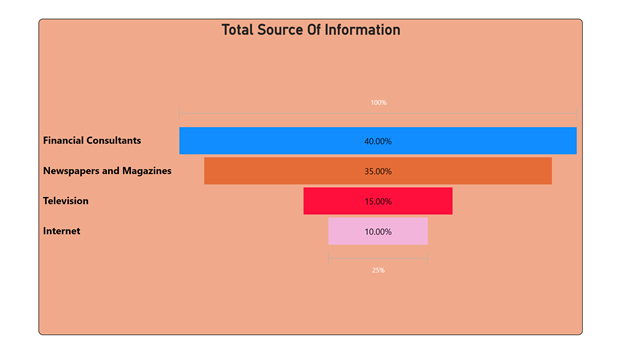 Total Source Of Information
100%
Financial Consultants 40.00%
Newspapers and Magazines 35.00%
Television 15.00%
Internet 10.00%
25%